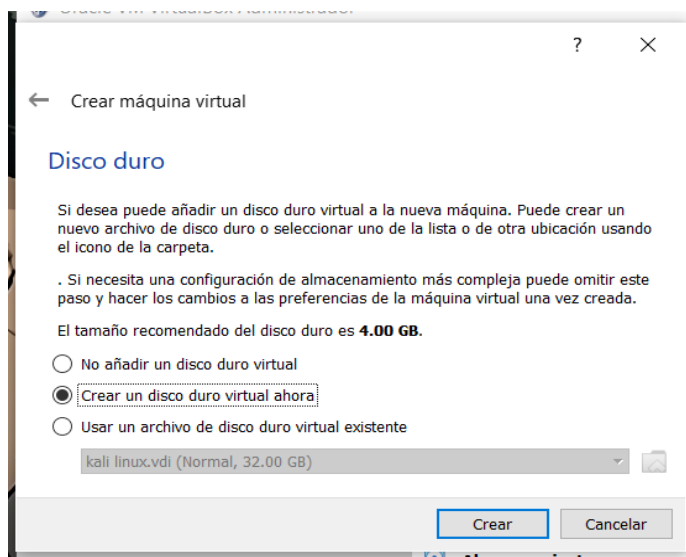 ?
Crear máquina virtual
Disco duro
Si desea puede añadir un disco duro virtual a la nueva máquina. Puede crear un
nuevo archivo de disco duro o seleccionar uno de la lista o de otra ubicación usando
el icono de la carpeta.
. Si necesita una configuración de almacenamiento más compleja puede omitir este
paso y hacer los cambios a las preferencias de la máquina virtual una vez creada.
El tamaño recomendado del disco duro es 4.00 GB.
No añadir un disco duro virtual
Crear un disco duro virtual ahora
Usar un archivo de disco duro virtual existente
kali linux.vdi (Normal, 32.00 GB)
Crear Cancelar